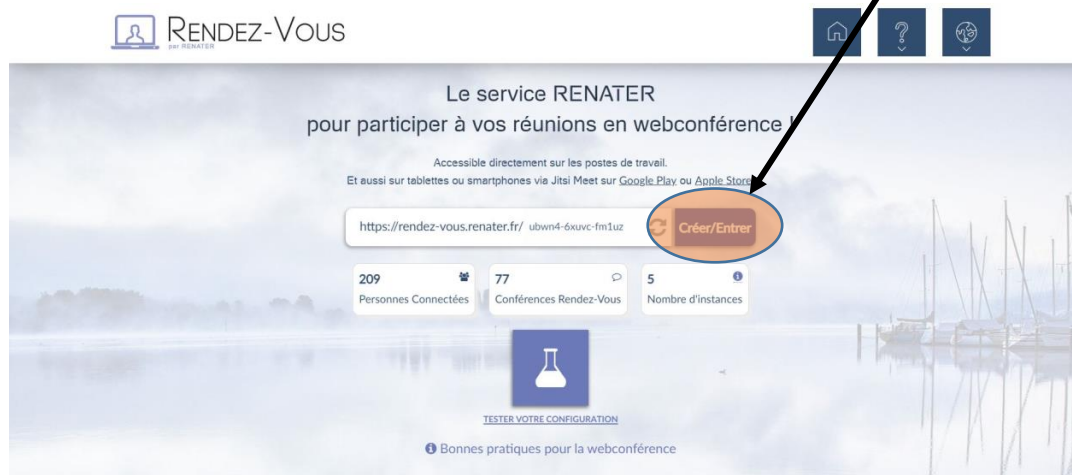 RENDEZ-VOUS
par RENATER
Le service RENATER
pour participer à vos réunions en webconférence !
Accessible directement sur les postes de travail.
Et aussi sur tablettes ou smartphones via Jitsi Meet sur Google Play ou Apple Store
https://rendez-vous.renater.fr/ ubwn4-6xuvc-fm1uz Créer/Entrer
209 77 5
Personnes Connectées Conférences Rendez-Vous Nombre d'instances
TESTER VOTRE CONFIGURATION
Bonnes pratiques pour la webconférence